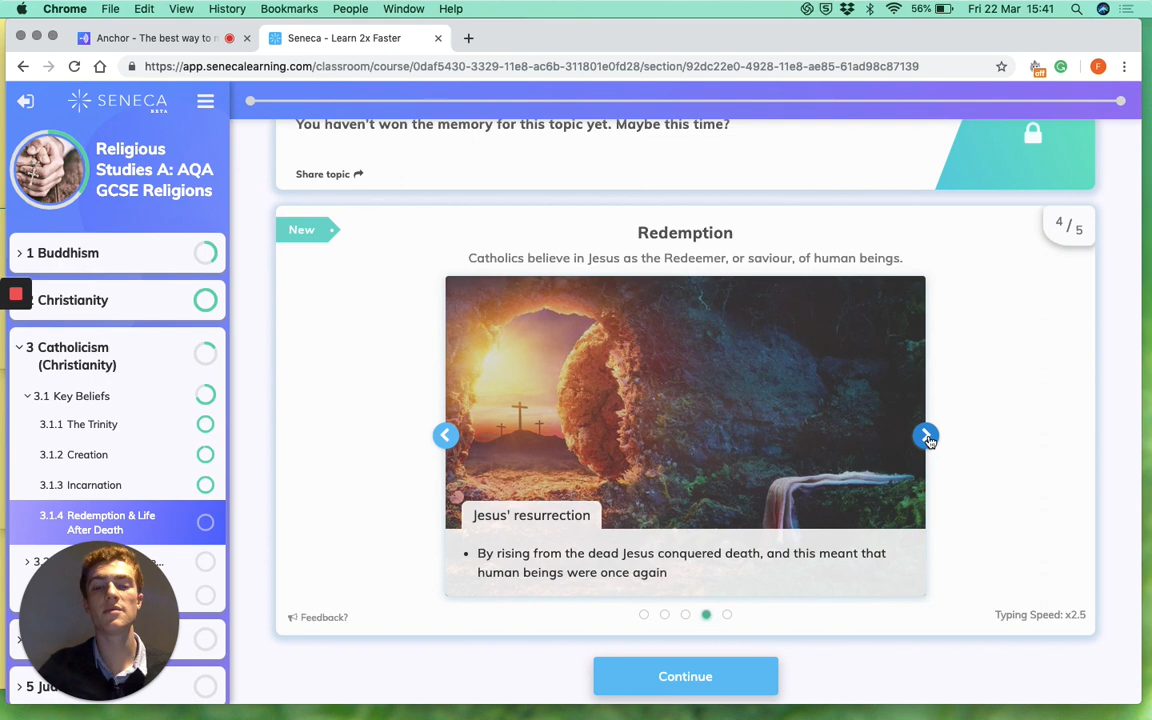 Chrome File Edit View History Bookmarks People Window Help 56% Fri 22 Mar 15:41
Anchor - The best way to
Seneca - Learn 2x Faster
https://app.senecalearning.com/classroom/course/0daf5430-3329-11e8-ac6b-311801e0fd28/section/92dc22e0-4928-11e8-ae85-61ad98c87139
off
F
SENECA
BETA
Religious
Studies A: AQA
GCSE Religions
1 Buddhism
Christianity
3 Catholicism
(Christianity)
3.1 Key Beliefs
3.1.1 The Trinity
3.1.2 Creation
3.1.3 Incarnation
3.1.4 Redemption & Life
After Death
You haven't won the memory for this topic yet. Maybe this time?
Share topic
New
Redemption
4 / 5
Catholics believe in Jesus as the Redeemer, or saviour, of human beings.
Jesus' resurrection
• By rising from the dead Jesus conquered death, and this meant that
human beings were once again
Feedback?
Typing Speed: x2.5
Continue